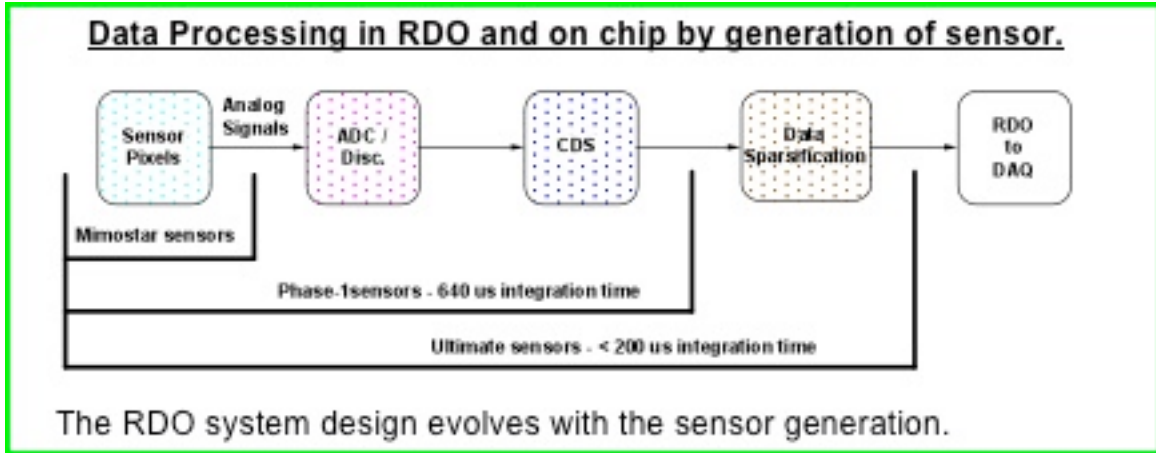 Data Processing in RDO and on chip by generation of sensor.
Sensor
Pixels
Analog
Signals
ADC /
Disc.
CDS
Data
Sparsification
RDO
to
DAQ
Mimostar sensors
Phase-1sensors - 640 us integration time
Ultimate sensors - < 200 us integration time
The RDO system design evolves with the sensor generation.